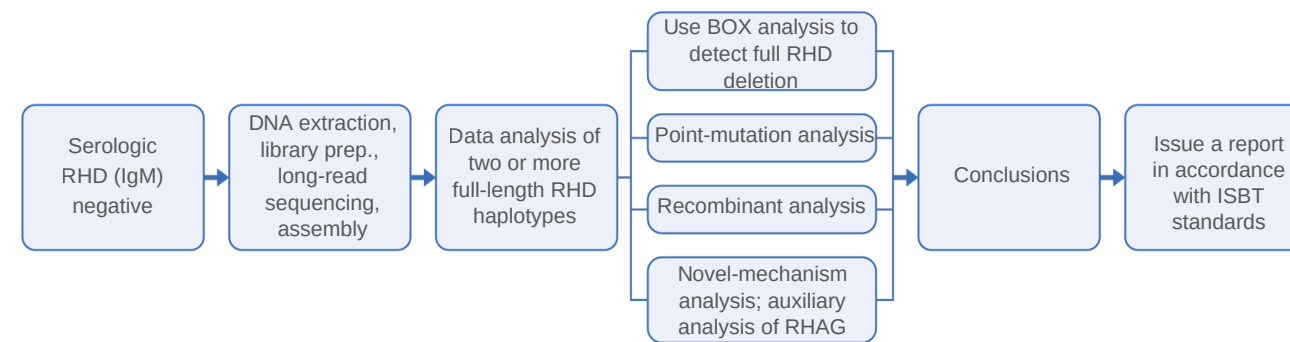 Serologic
RHD (IgM)
negative
DNA extraction,
library prep.,
long-read
sequencing,
assembly
Data analysis of
two or more
full-length RHD
haplotypes
Use BOX analysis to
detect full RHD
deletion
Point-mutation analysis
Recombinant analysis
Novel-mechanism
analysis; auxiliary
analysis of RHAG
Conclusions
Issue a report
in accordance
with ISBT
standards